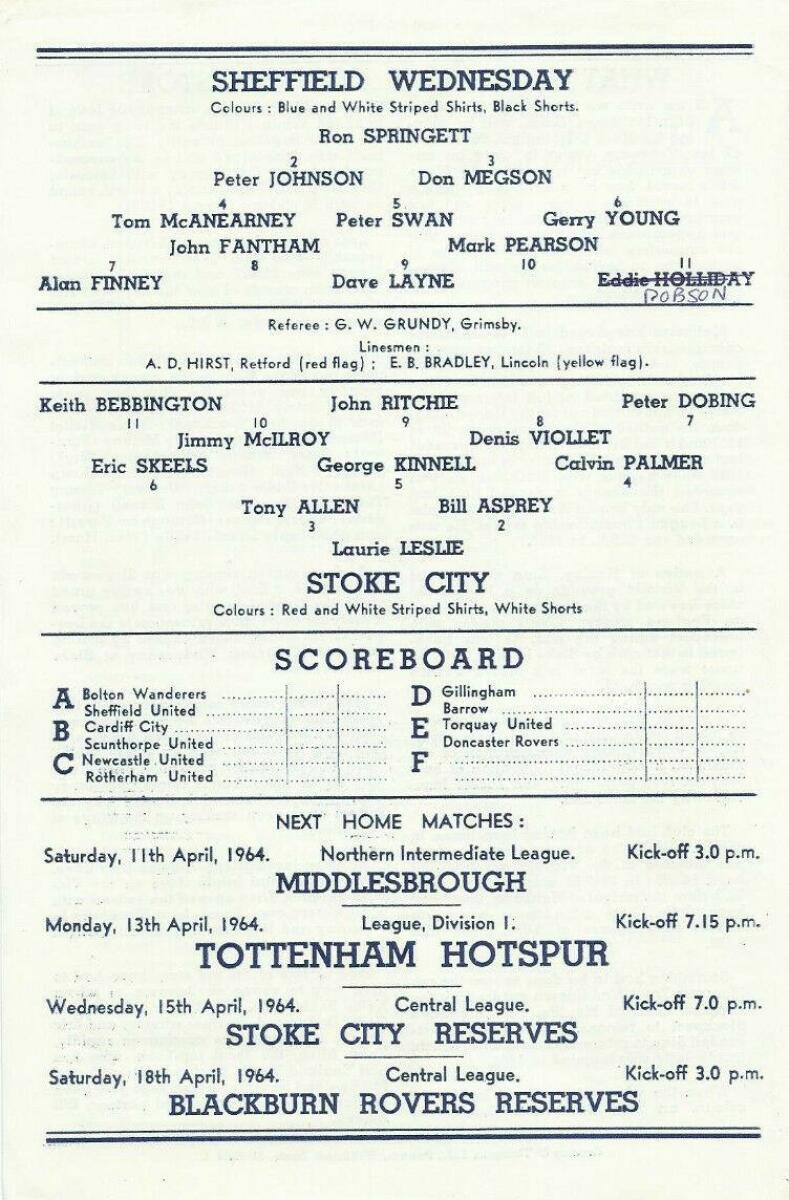 SHEFFIELD WEDNESDAY
Colours : Blue and White Striped Shirts, Black Shorts.
Ron SPRINGETT
2 3
Peter JOHNSON Don MEGSON
4 5 6
Tom McANEARNEY Peter SWAN Gerry YOUNG
John FANTHAM Mark PEARSON
7 8 9 10 11
Alan FINNEY Dave LAYNE Eddie HOLLIDAY
DOBSON
Referee : G. W. GRUNDY, Grimsby.
Linesmen :
A. D. HIRST, Retford (red flag) ; E. B. BRADLEY, Lincoln (yellow flag).
Keith BEBBINGTON John RITCHIE Peter DOBING
11 10 9 8 7
Jimmy McILROY Denis VIOLLET
Eric SKEELS George KINNELL Calvin PALMER
6 5 4
Tony ALLEN Bill ASPREY
3 2
Laurie LESLIE
STOKE CITY
Colours : Red and White Striped Shirts, White Shorts
SCOREBOARD
A Bolton Wanderers
Sheffield United
B Cardiff City
Scunthorpe United
C Newcastle United
Rotherham United
D Gillingham
Barrow
E Torquay United
Doncaster Rovers
F
NEXT HOME MATCHES :
Saturday, 11th April, 1964. Northern Intermediate League. Kick-off 3.0 p.m.
MIDDLESBROUGH
Monday, 13th April, 1964. League, Division 1. Kick-off 7.15 p.m.
TOTTENHAM HOTSPUR
Wednesday, 15th April, 1964. Central League. Kick-off 7.0 p.m.
STOKE CITY RESERVES
Saturday, 18th April, 1964. Central League. Kick-off 3.0 p.m.
BLACKBURN ROVERS RESERVES